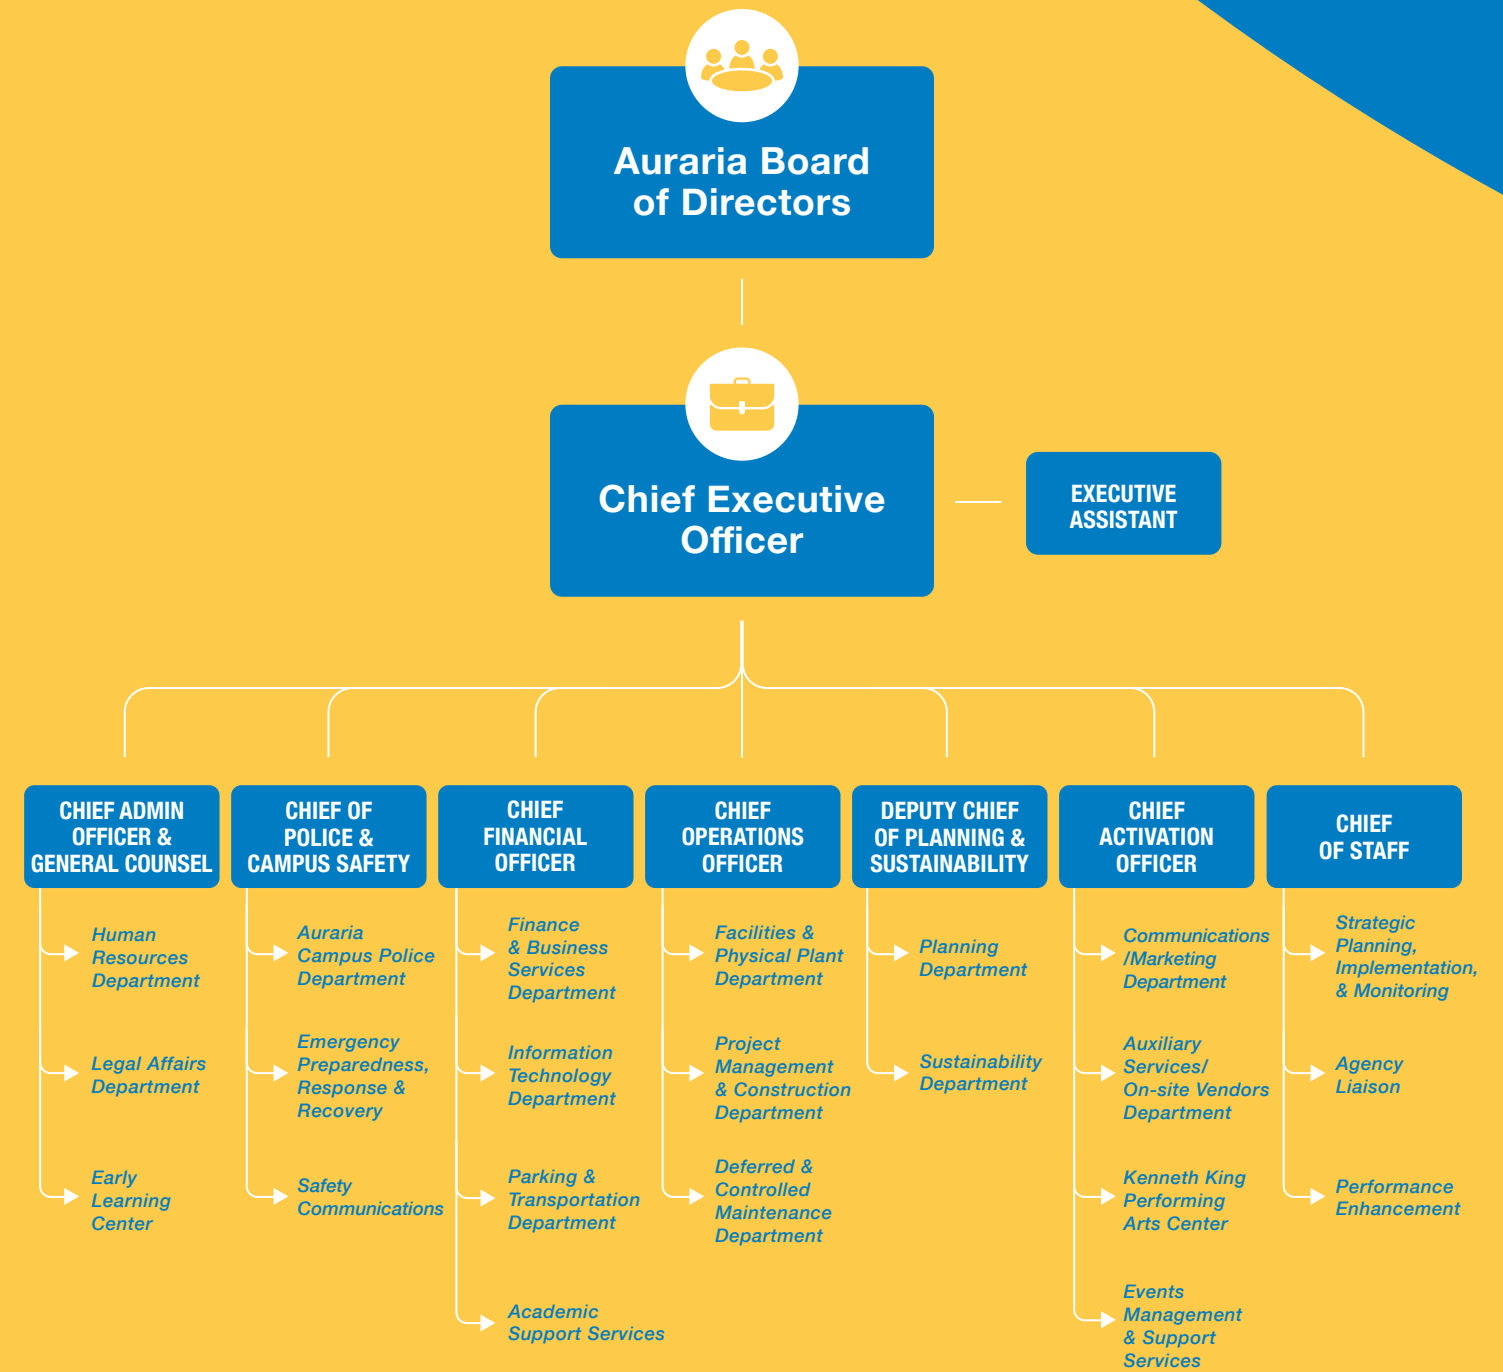 Auraria Board
of Directors
Chief Executive
Officer
EXECUTIVE
ASSISTANT
CHIEF ADMIN
OFFICER &
GENERAL COUNSEL
Human
Resources
Department
Legal Affairs
Department
Early
Learning
Center
CHIEF OF
POLICE &
CAMPUS SAFETY
Auraria
Campus Police
Department
Emergency
Preparedness,
Response &
Recovery
Safety
Communications
CHIEF
FINANCIAL
OFFICER
Finance
& Business
Services
Department
Information
Technology
Department
Parking &
Transportation
Department
Academic
Support Services
CHIEF
OPERATIONS
OFFICER
Facilities &
Physical Plant
Department
Project
Management
& Construction
Department
Deferred &
Controlled
Maintenance
Department
DEPUTY CHIEF
OF PLANNING &
SUSTAINABILITY
Planning
Department
Sustainability
Department
CHIEF
ACTIVATION
OFFICER
Communications
/Marketing
Department
Auxiliary
Services/
On-site Vendors
Department
Kenneth King
Performing
Arts Center
Events
Management
& Support
Services
CHIEF
OF STAFF
Strategic
Planning,
Implementation,
& Monitoring
Agency
Liaison
Performance
Enhancement